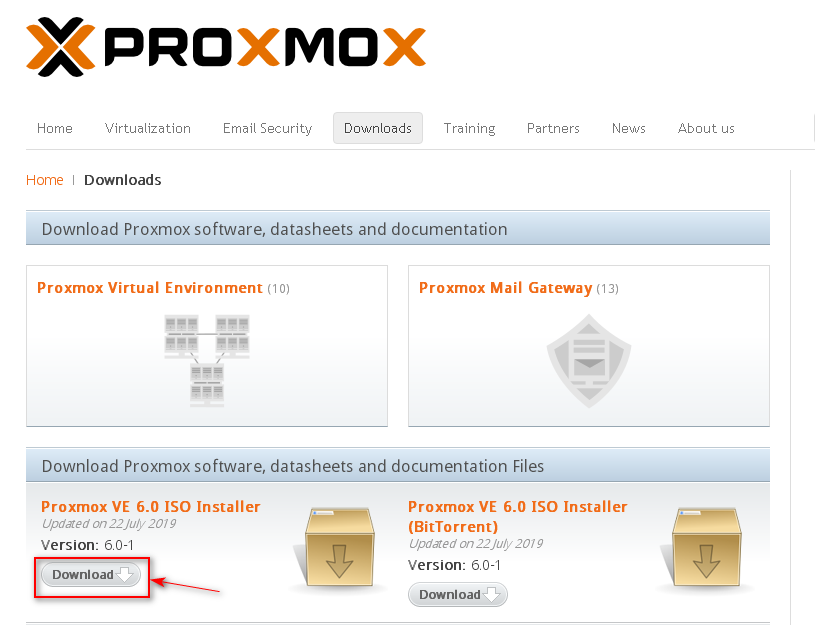 PROXMOX
Home Virtualization Email Security Downloads Training Partners News About us
Home | Downloads
Download Proxmox software, datasheets and documentation
Proxmox Virtual Environment (10)
Proxmox Mail Gateway (13)
Download Proxmox software, datasheets and documentation Files
Proxmox VE 6.0 ISO Installer
Updated on 22 July 2019
Version: 6.0-1
Download
Proxmox VE 6.0 ISO Installer
(BitTorrent)
Updated on 22 July 2019
Version: 6.0-1
Download